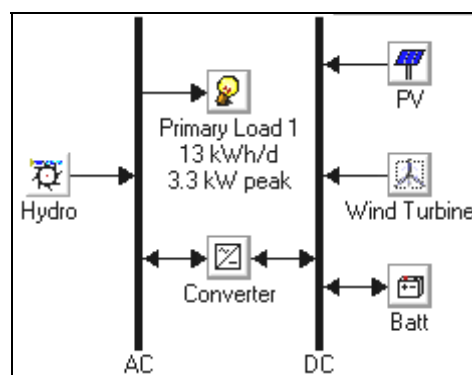 PV
Primary Load 1
13 kWh/d
3.3 kW peak
Hydro
Wind Turbine
Converter
Batt
AC
DC